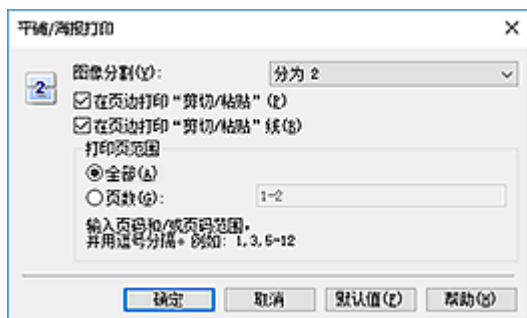 平铺/海报打印
图像分割(Y):
分为 2
2
在页边打印“剪切/粘贴” (R)
在页边打印“剪切/粘贴” 线(B)
打印页范围
全部(A)
页数(G):
1-2
输入页码和/或页码范围,
并用逗号分隔。例如: 1,3,5-12
确定
取消
默认值(F)
帮助(H)